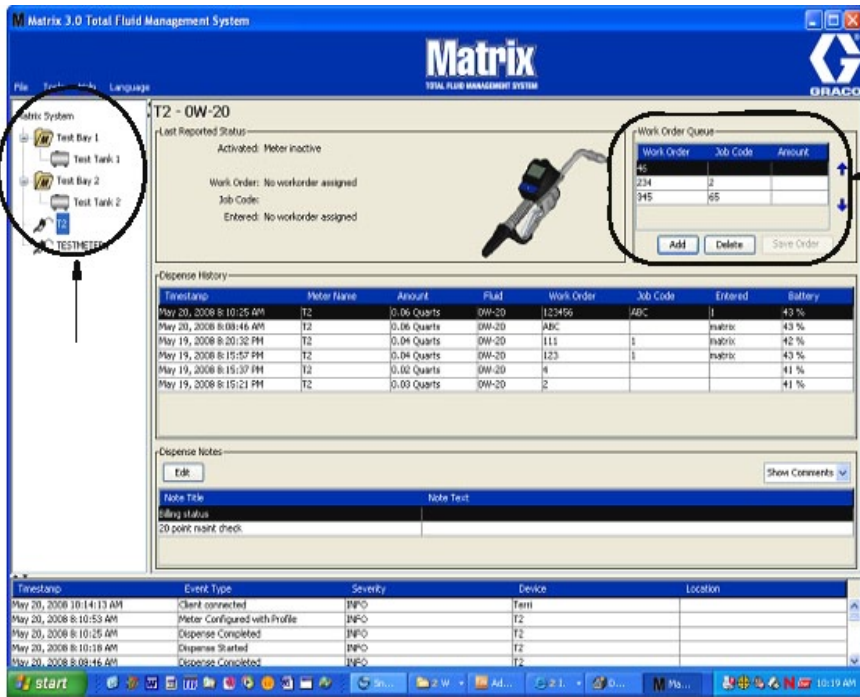 Matrix 3.0 Total Fluid Management System
Matrix
TOTAL FLUID MANAGEMENT SYSTEM
GRACO
File Tools Help Language
Matrix System
Test Bay 1
Test Tank 1
Test Bay 2
Test Tank 2
T2
TESTMETER
T2 - 0W-20
Last Reported Status
Activated: Meter inactive
Work Order: No workorder assigned
Job Code:
Entered: No workorder assigned
Work Order Queue
Work Order Job Code Amount
45
234 2
345 65
Add Delete Save Order
Dispense History
Timestamp Meter Name Amount Fluid Work Order Job Code Entered Battery
May 20, 2008 8:10:25 AM T2 0.06 Quarts 0W-20 123456 ABC 1 43 %
May 20, 2008 8:08:46 AM T2 0.06 Quarts 0W-20 ABC matrix 43 %
May 19, 2008 8:20:32 PM T2 0.04 Quarts 0W-20 111 1 matrix 42 %
May 19, 2008 8:15:57 PM T2 0.04 Quarts 0W-20 123 1 matrix 43 %
May 19, 2008 8:15:37 PM T2 0.02 Quarts 0W-20 4 41 %
May 19, 2008 8:15:21 PM T2 0.03 Quarts 0W-20 2 41 %
Dispense Notes
Edit
Show Comments
Note Title Note Text
Billing status
20 point maint check
Timestamp Event Type Severity Device Location
May 20, 2008 10:14:13 AM Client connected INFO Terri
May 20, 2008 8:10:53 AM Meter Configured with Profile INFO T2
May 20, 2008 8:10:25 AM Dispense Completed INFO T2
May 20, 2008 8:10:18 AM Dispense Started INFO T2
May 20, 2008 8:09:46 AM Dispense Completed INFO T2
start 2 W Ad... D... Ma... 10:19 AM